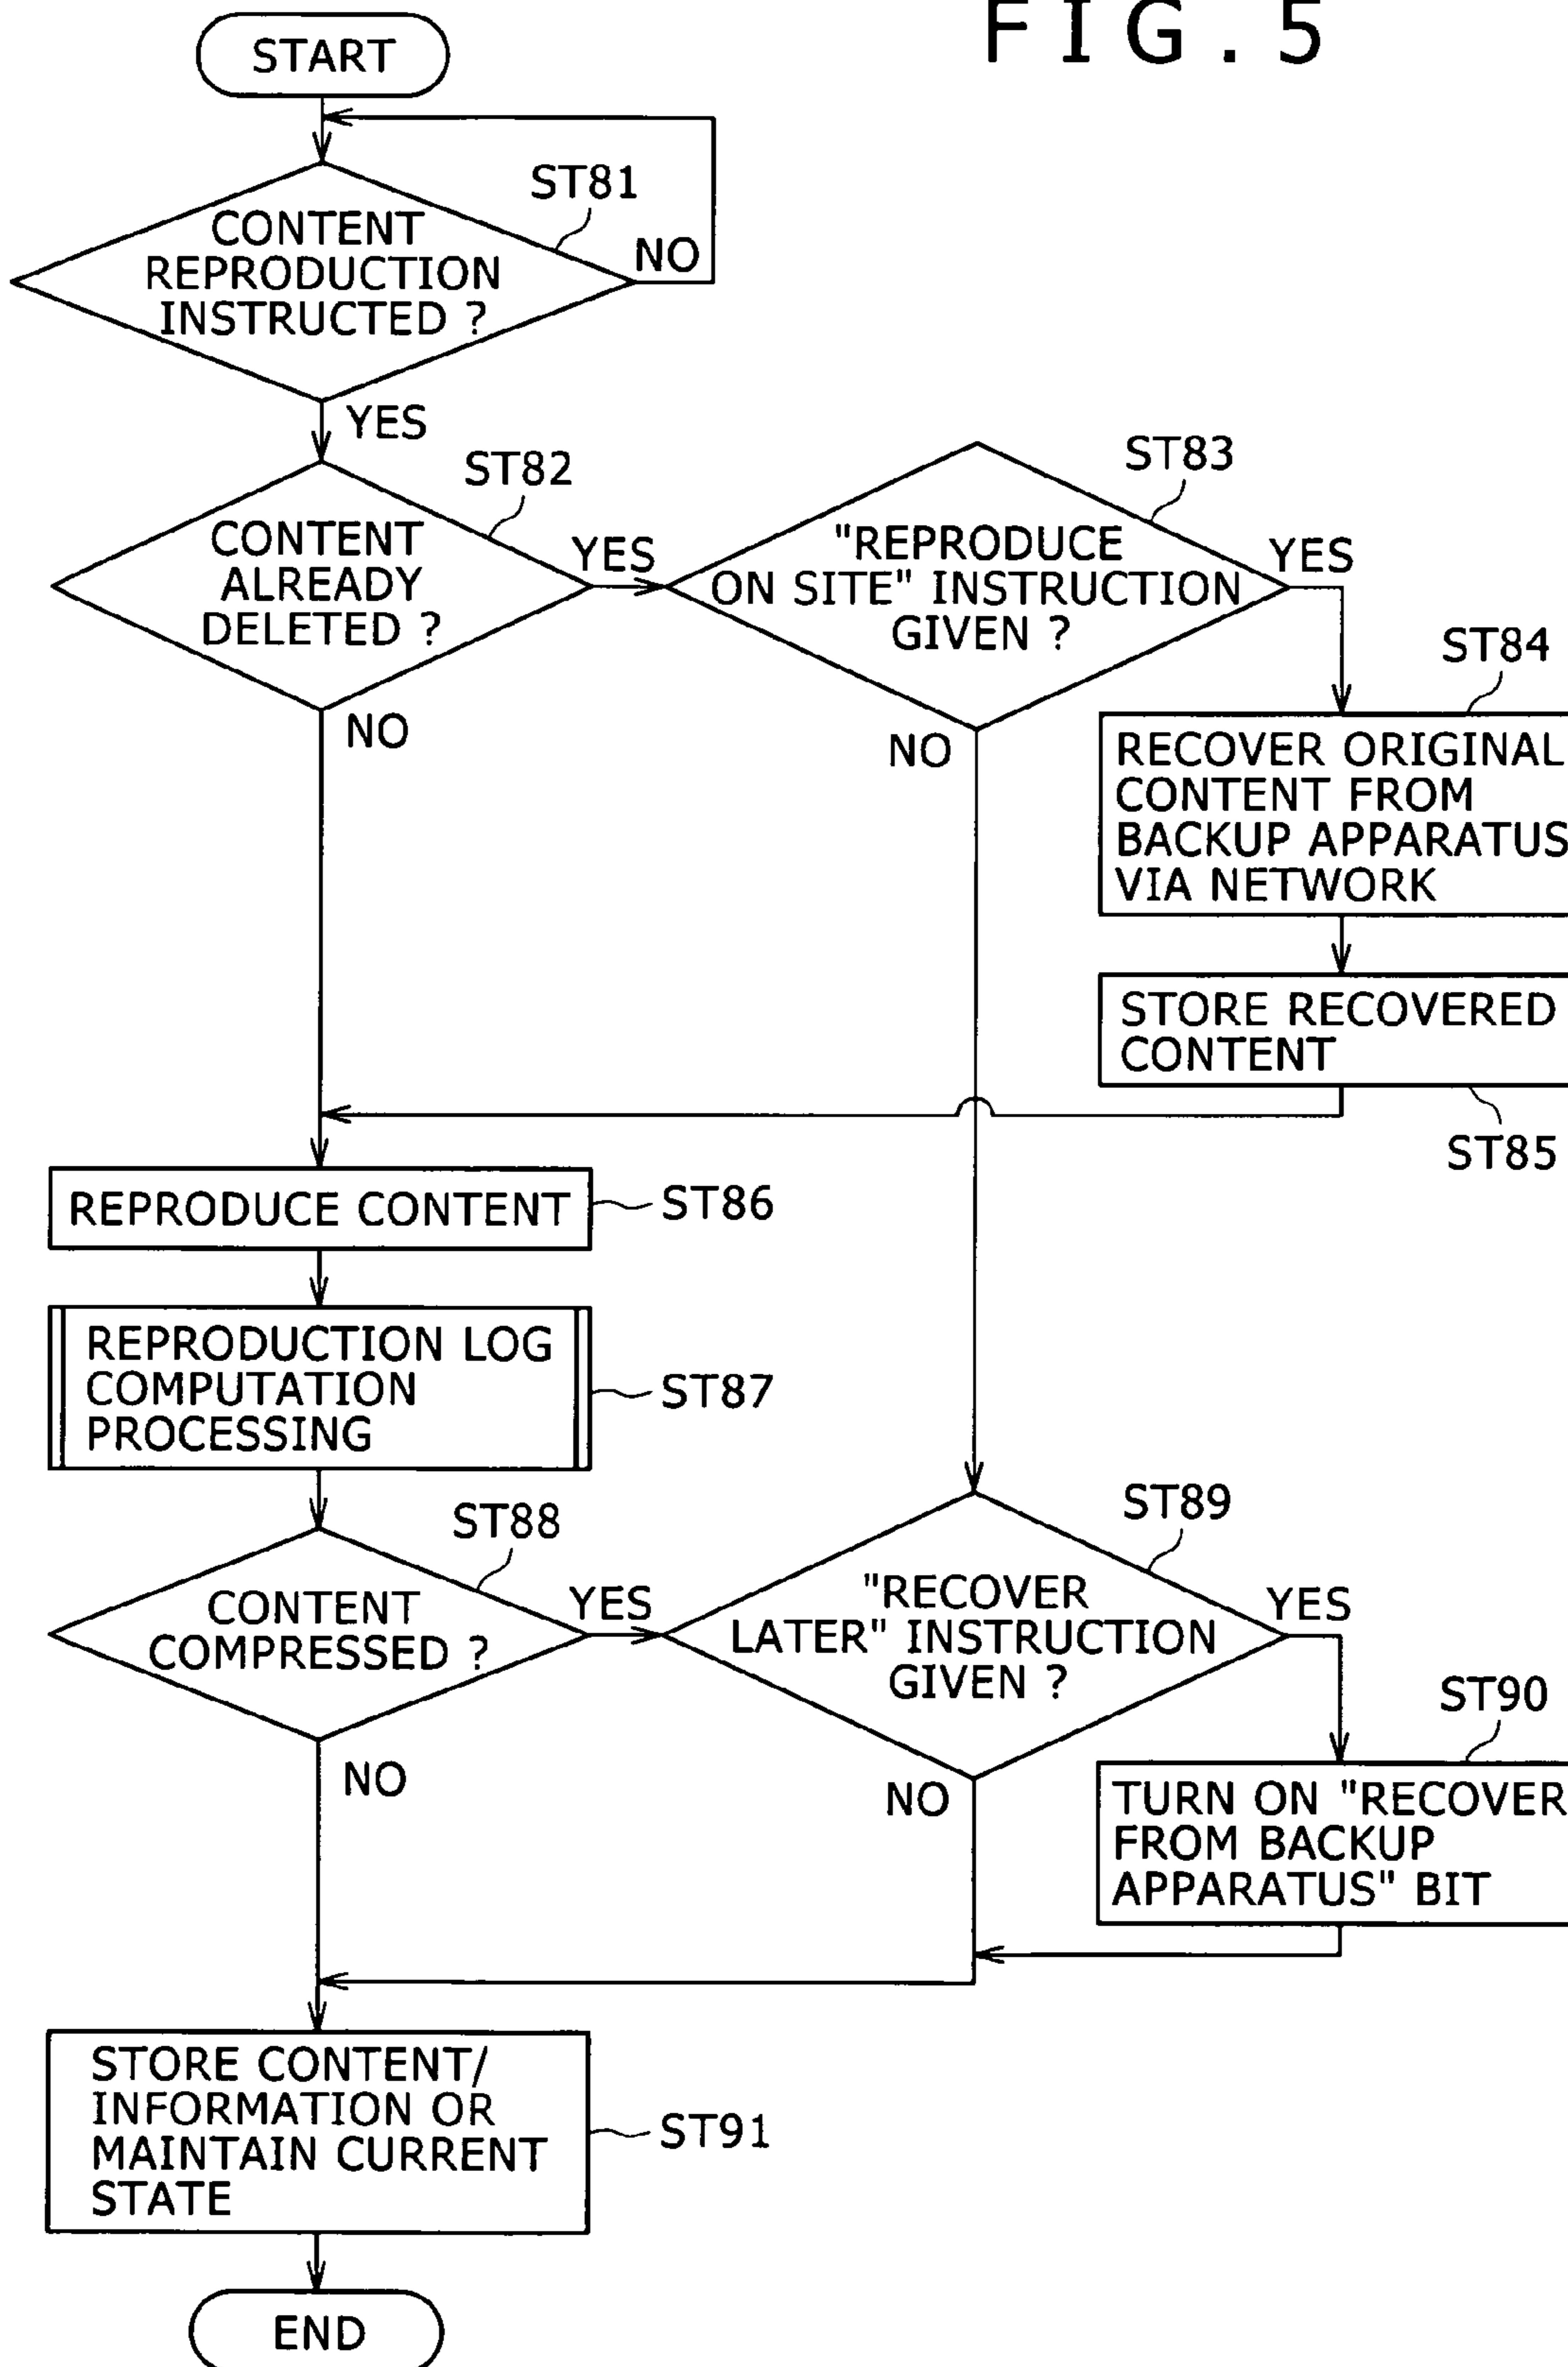 FIG.5
START
ST81
CONTENT
REPRODUCTION
INSTRUCTED ?
NO
YES
ST82
CONTENT
ALREADY
DELETED ?
YES
NO
ST83
"REPRODUCE
ON SITE" INSTRUCTION
GIVEN ?
YES
NO
ST84
RECOVER ORIGINAL
CONTENT FROM
BACKUP APPARATUS
VIA NETWORK
STORE RECOVERED
CONTENT
ST85
REPRODUCE CONTENT
ST86
REPRODUCTION LOG
COMPUTATION
PROCESSING
ST87
ST88
CONTENT
COMPRESSED ?
YES
NO
ST89
"RECOVER
LATER" INSTRUCTION
GIVEN ?
YES
NO
ST90
TURN ON "RECOVER
FROM BACKUP
APPARATUS" BIT
STORE CONTENT/
INFORMATION OR
MAINTAIN CURRENT
STATE
ST91
END